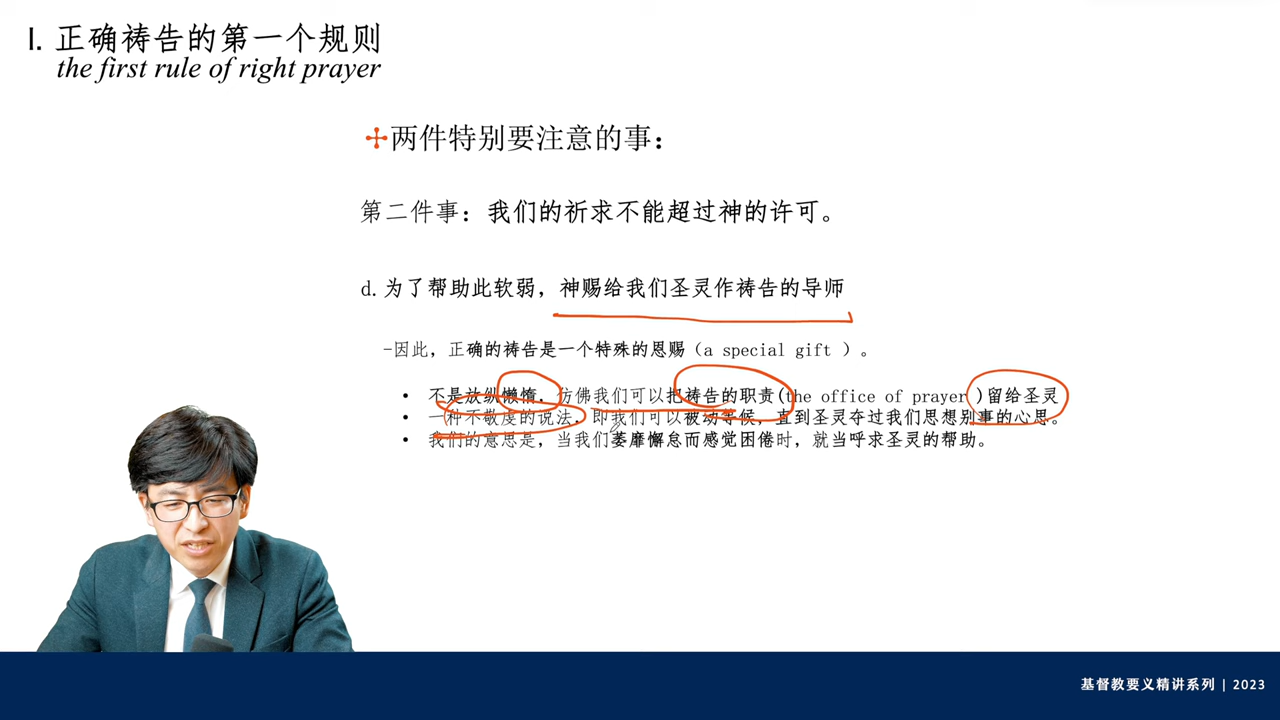 I. 正确祷告的第一个规则
the first rule of right prayer
两件特别要注意的事：
第二件事：我们的祈求不能超过神的许可。
d.为了帮助此软弱，神赐给我们圣灵作祷告的导师
-因此，正确的祷告是一个特殊的恩赐（a special gift ）。
• 不是放纵懒惰，仿佛我们可以把祷告的职责(the office of prayer )留给圣灵
• 一种不敬虔的说法，即我们可以被动等候，直到圣灵夺过我们思想别事的心思。
• 我们的意思是，当我们萎靡懈怠而感觉困倦时，就当呼求圣灵的帮助。
基督教要义精讲系列 | 2023